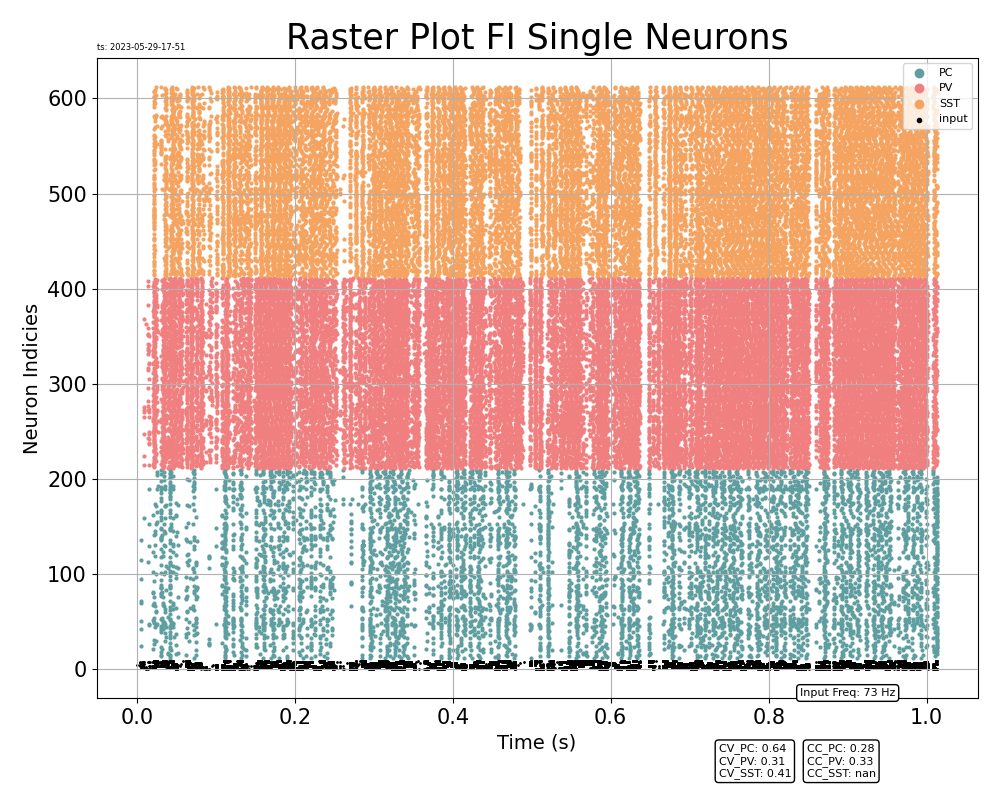 Raster Plot FI Single Neurons
ts: 2023-05-29-17-51
PC
PV
SST
input
600
500
400
300
200
100
0
Neuron Indicies
0.0 0.2 0.4 0.6 0.8 1.0
Time (s)
Input Freq: 73 Hz
CV_PC: 0.64
CV_PV: 0.31
CV_SST: 0.41
CC_PC: 0.28
CC_PV: 0.33
CC_SST: nan